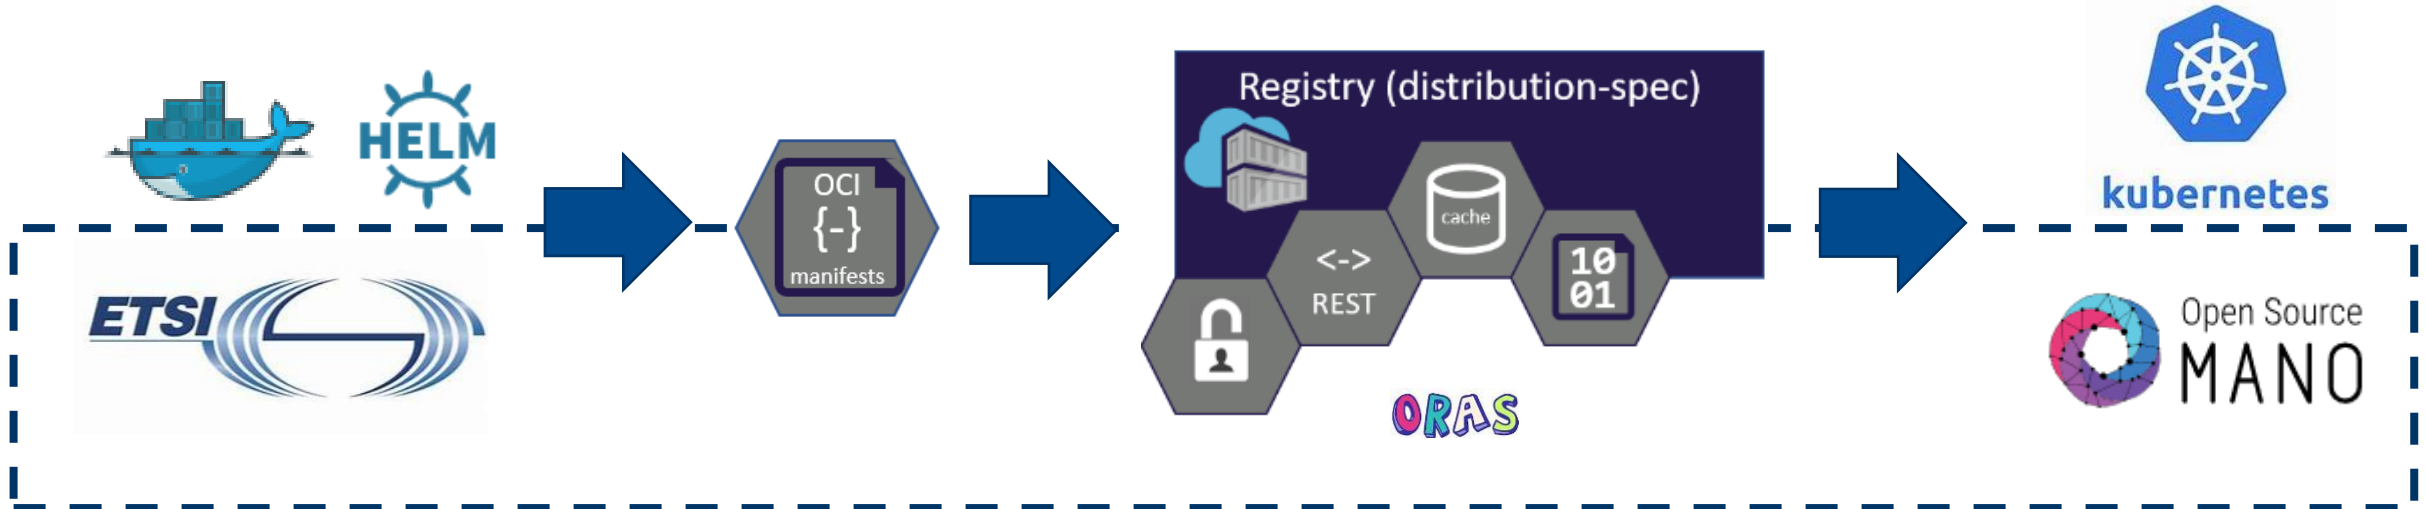 HELM
ETSI
OCI
{-}
manifests
Registry (distribution-spec)
cache
<->
REST
10
01
ORAS
kubernetes
Open Source
MANO